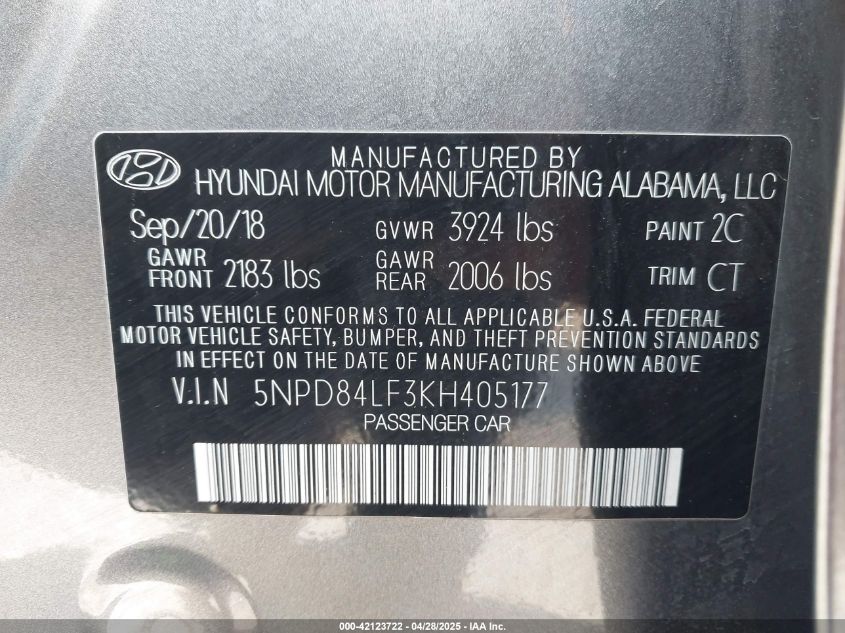 MANUFACTURED BY
HYUNDAI MOTOR MANUFACTURING ALABAMA, LLC
Sep/20/18 GVWR 3924 lbs PAINT 2C
GAWR FRONT 2183 lbs GAWR REAR 2006 lbs TRIM CT
THIS VEHICLE CONFORMS TO ALL APPLICABLE U.S.A. FEDERAL
MOTOR VEHICLE SAFETY, BUMPER, AND THEFT PREVENTION STANDARDS
IN EFFECT ON THE DATE OF MANUFACTURE SHOWN ABOVE
V.I.N 5NPD84LF3KH405177
PASSENGER CAR
000-42123722 - 04/28/2025 - IAA Inc.